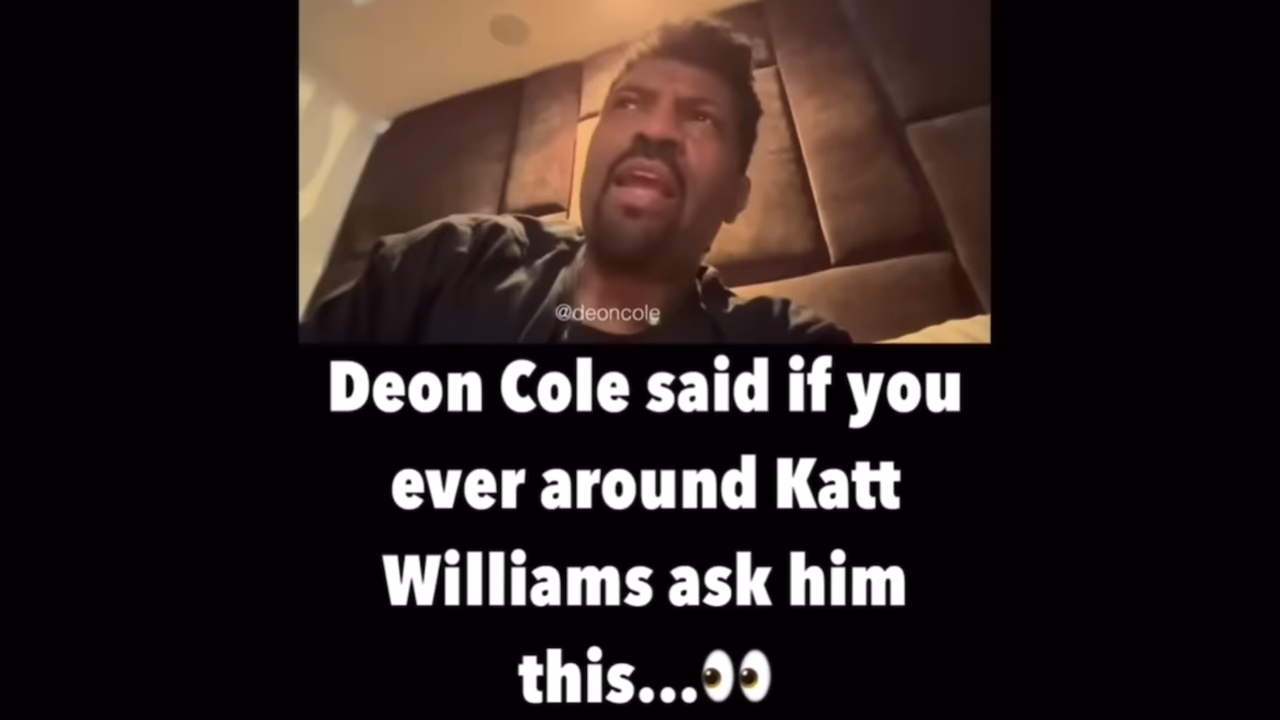 @deoncole
Deon Cole said if you
ever around Katt
Williams ask him
this...👀